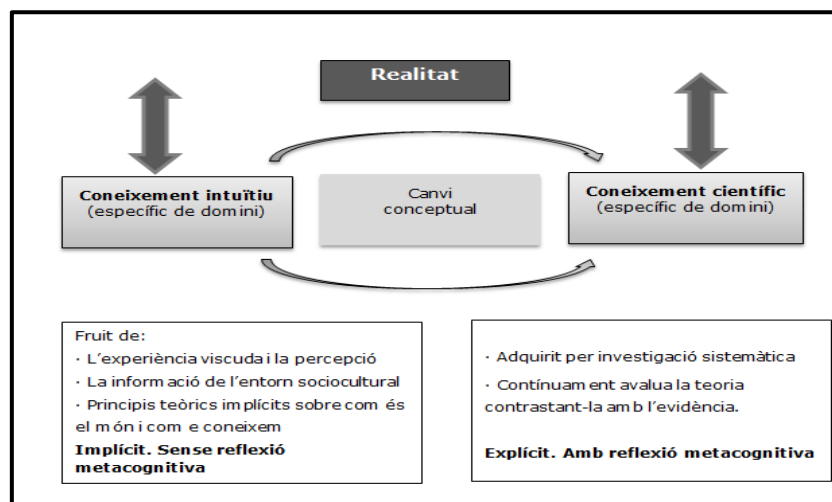 Realitat
Coneixement intuïtiu
(específic de domini)
Canvi
conceptual
Coneixement científic
(específic de domini)
Fruit de:
· L'experiència viscuda i la percepció
· La informació de l'entorn sociocultural
· Principis teòrics implícits sobre com és
el món i com e coneixem
Implícit. Sense reflexió
metacognitiva
· Adquirit per investigació sistemàtica
· Contínuament avalua la teoria
contrastant-la amb l'evidència.
Explícit. Amb reflexió metacognitiva